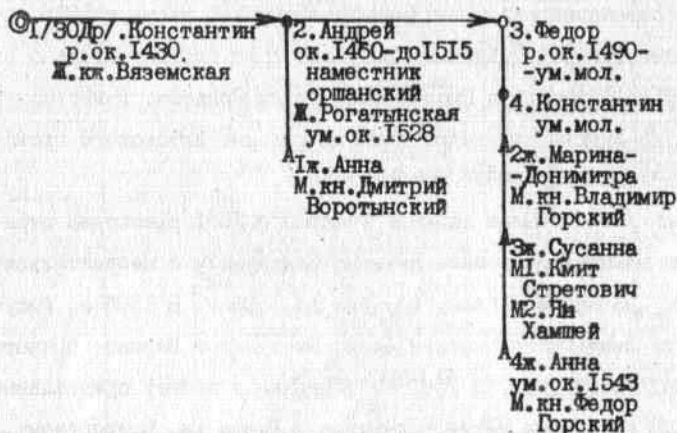 1/30Др/.Константин
р.ок.1430.
Ж.кж.Вяземская
2.Андрей
ок.1450-до1515
наместник
оршанский
Ж.Рогатынская
ум.ок.1528
1ж.Анна
М.кн.Дмитрий
Воротынский
3.Федор
р.ок.1490-
-ум.мол.
4.Константин
ум.мол.
2ж.Марина-
-Донимитра
М.кн.Владимир
Горский
3ж.Сусанна
М1.Кмит
Стретович
М2.Ян
Хамшей
4ж.Анна
ум.ок.1543
М.кн.Федор
Горский